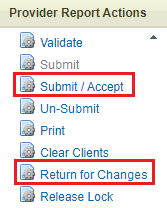 Provider Report Actions
Validate
Submit
Submit / Accept
Un-Submit
Print
Clear Clients
Return for Changes
Release Lock